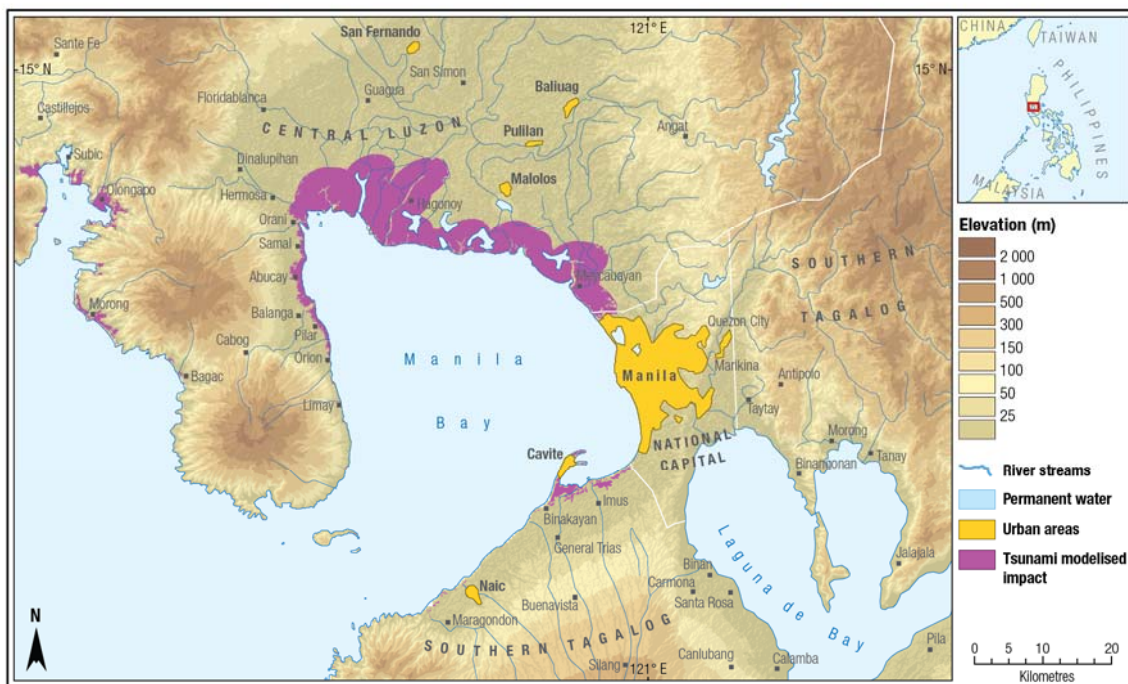 121° E
CHINA
TAIWAN
PHILIPPINES
MALAYSIA
San Fernando
Sante Fe
15° N
15° N
San Simon
Baliuag
Castillejos
Floridablanca
Guagua
CENTRAL LUZON
Pulilan
Angat
Subic
Dinalupihan
Malolos
Olongapo
Hermosa
Hagonoy
Orani
Samal
Abucay
Meycabayan
SOUTHERN
TAGALOG
Morong
Balanga
Pilar
Cabog
Orion
Bagac
Limay
Manila
Bay
Quezon City
Marikina
Manila
Antipolo
Taytay
NATIONAL
CAPITAL
Morong
Tanay
Binangonan
Cavite
Imus
Binakayan
General Trias
Laguna de Bay
Jalajala
Naic
Buenavista
Maragondon
Biñan
Carmona
Santa Rosa
SOUTHERN TAGALOG
Silang
121° E
Canlubang
Calamba
Pila
N
Elevation (m)
2 000
1 000
500
300
150
100
50
25
River streams
Permanent water
Urban areas
Tsunami modelised
impact
0 5 10 20
Kilometres